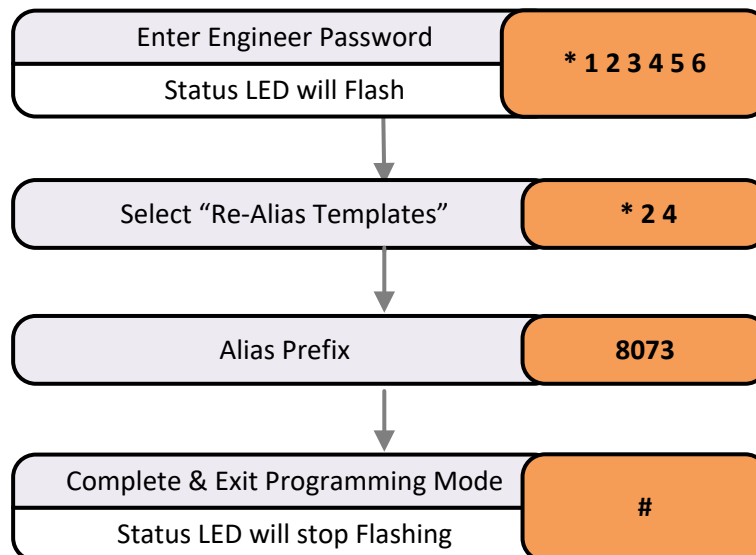 Enter Engineer Password
* 1 2 3 4 5 6
Status LED will Flash
Select “Re-Alias Templates”
* 2 4
Alias Prefix
8073
Complete & Exit Programming Mode
#
Status LED will stop Flashing